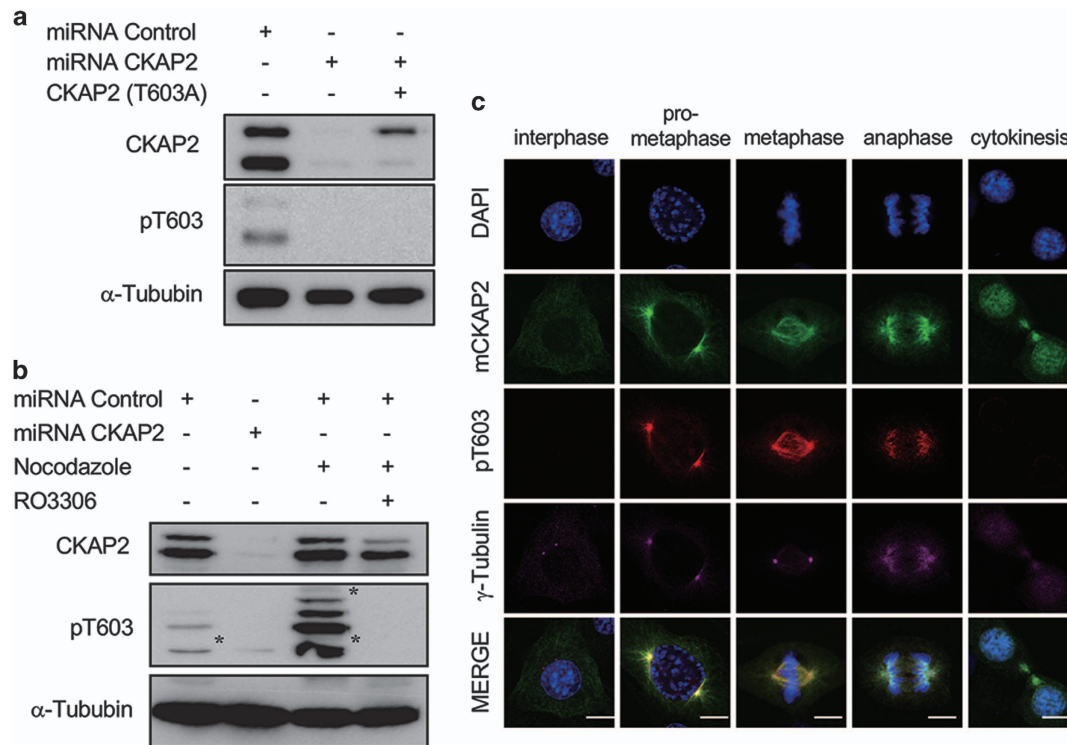 a
miRNA Control + - -
miRNA CKAP2 - + +
CKAP2 (T603A) - - +
CKAP2
pT603
α-Tububin
b
miRNA Control + - + +
miRNA CKAP2 - + - -
Nocodazole - - + +
RO3306 - - - +
CKAP2
pT603
*
*
*
α-Tububin
c
interphase pro-metaphase metaphase anaphase cytokinesis
DAPI
mCKAP2
pT603
γ-Tubulin
MERGE